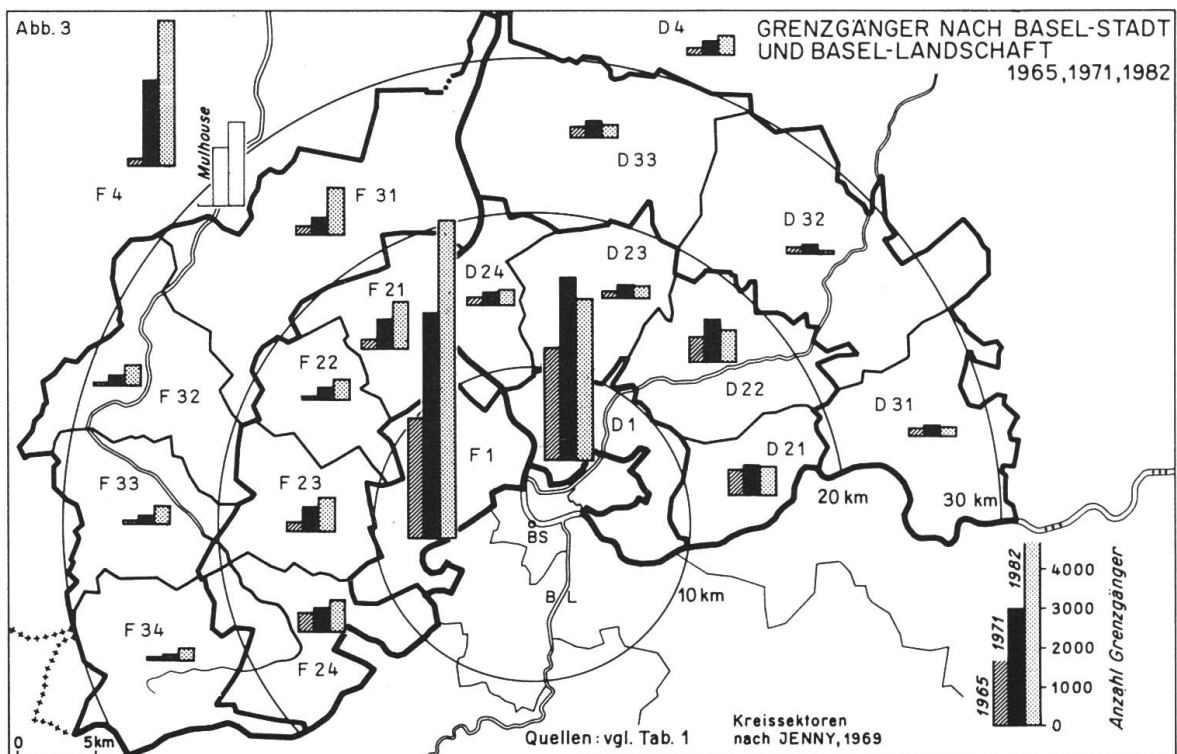 Abb. 3
GRENZGÄNGER NACH BASEL-STADT
UND BASEL-LANDSCHAFT
1965, 1971, 1982
D 4
Mulhouse
F 4
D 33
F 31
D 32
D 23
D 24
F 21
F 22
F 32
D 22
D 31
D 1
F 1
D 21
F 33
F 23
20 km
30 km
BS
BL
10 km
F 34
F 24
1965
1971
1982
4000
3000
2000
1000
0
Anzahl Grenzgänger
0
5km
Quellen: vgl. Tab. 1
Kreissektoren
nach JENNY, 1969